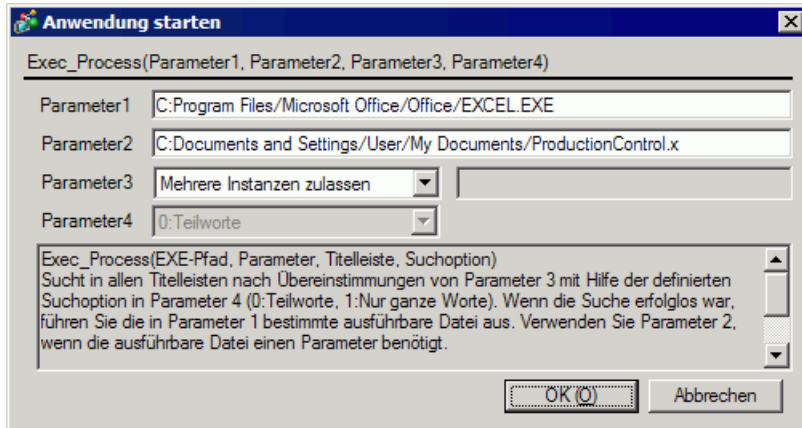 Anwendung starten
Exec_Process(Parameter1, Parameter2, Parameter3, Parameter4)
Parameter1 C:Program Files/Microsoft Office/Office/EXCEL.EXE
Parameter2 C:Documents and Settings/User/My Documents/ProductionControl.x
Parameter3 Mehrere Instanzen zulassen
Parameter4 0:Teilworte
Exec_Process(EXE-Pfad, Parameter, Titelleiste, Suchoption)
Sucht in allen Titelleisten nach Übereinstimmungen von Parameter 3 mit Hilfe der definierten
Suchoption in Parameter 4 (0:Teilworte, 1:Nur ganze Worte). Wenn die Suche erfolglos war,
führen Sie die in Parameter 1 bestimmte ausführbare Datei aus. Verwenden Sie Parameter 2,
wenn die ausführbare Datei einen Parameter benötigt.
OK (O) Abbrechen